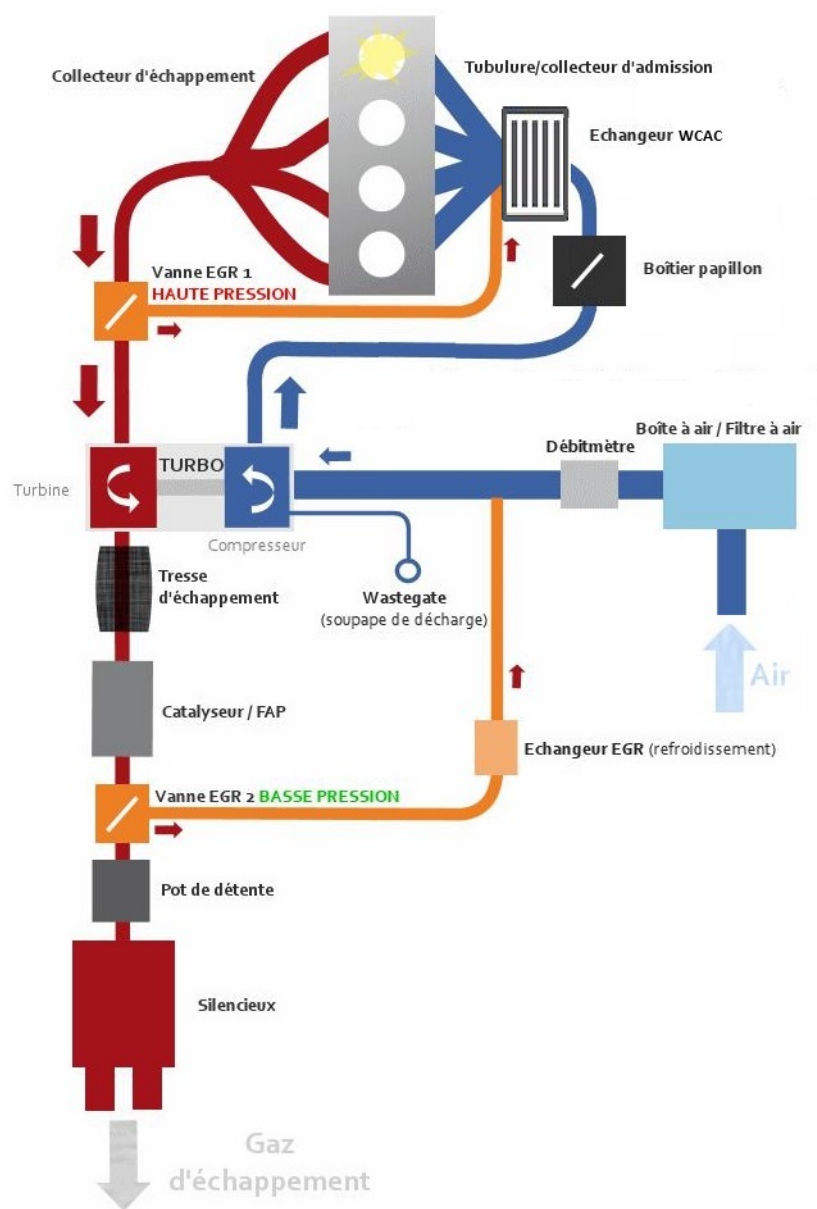 Collecteur d'échappement
Tubulure/collecteur d'admission
Echangeur WCAC
Vanne EGR 1
HAUTE PRESSION
Boîtier papillon
Boîte à air / Filtre à air
Débitmètre
TURBO
Turbine
Compresseur
Tresse
d'échappement
Wastegate
(soupape de décharge)
Air
Catalyseur / FAP
Echangeur EGR (refroidissement)
Vanne EGR 2 BASSE PRESSION
Pot de détente
Silencieux
Gaz
d'échappement